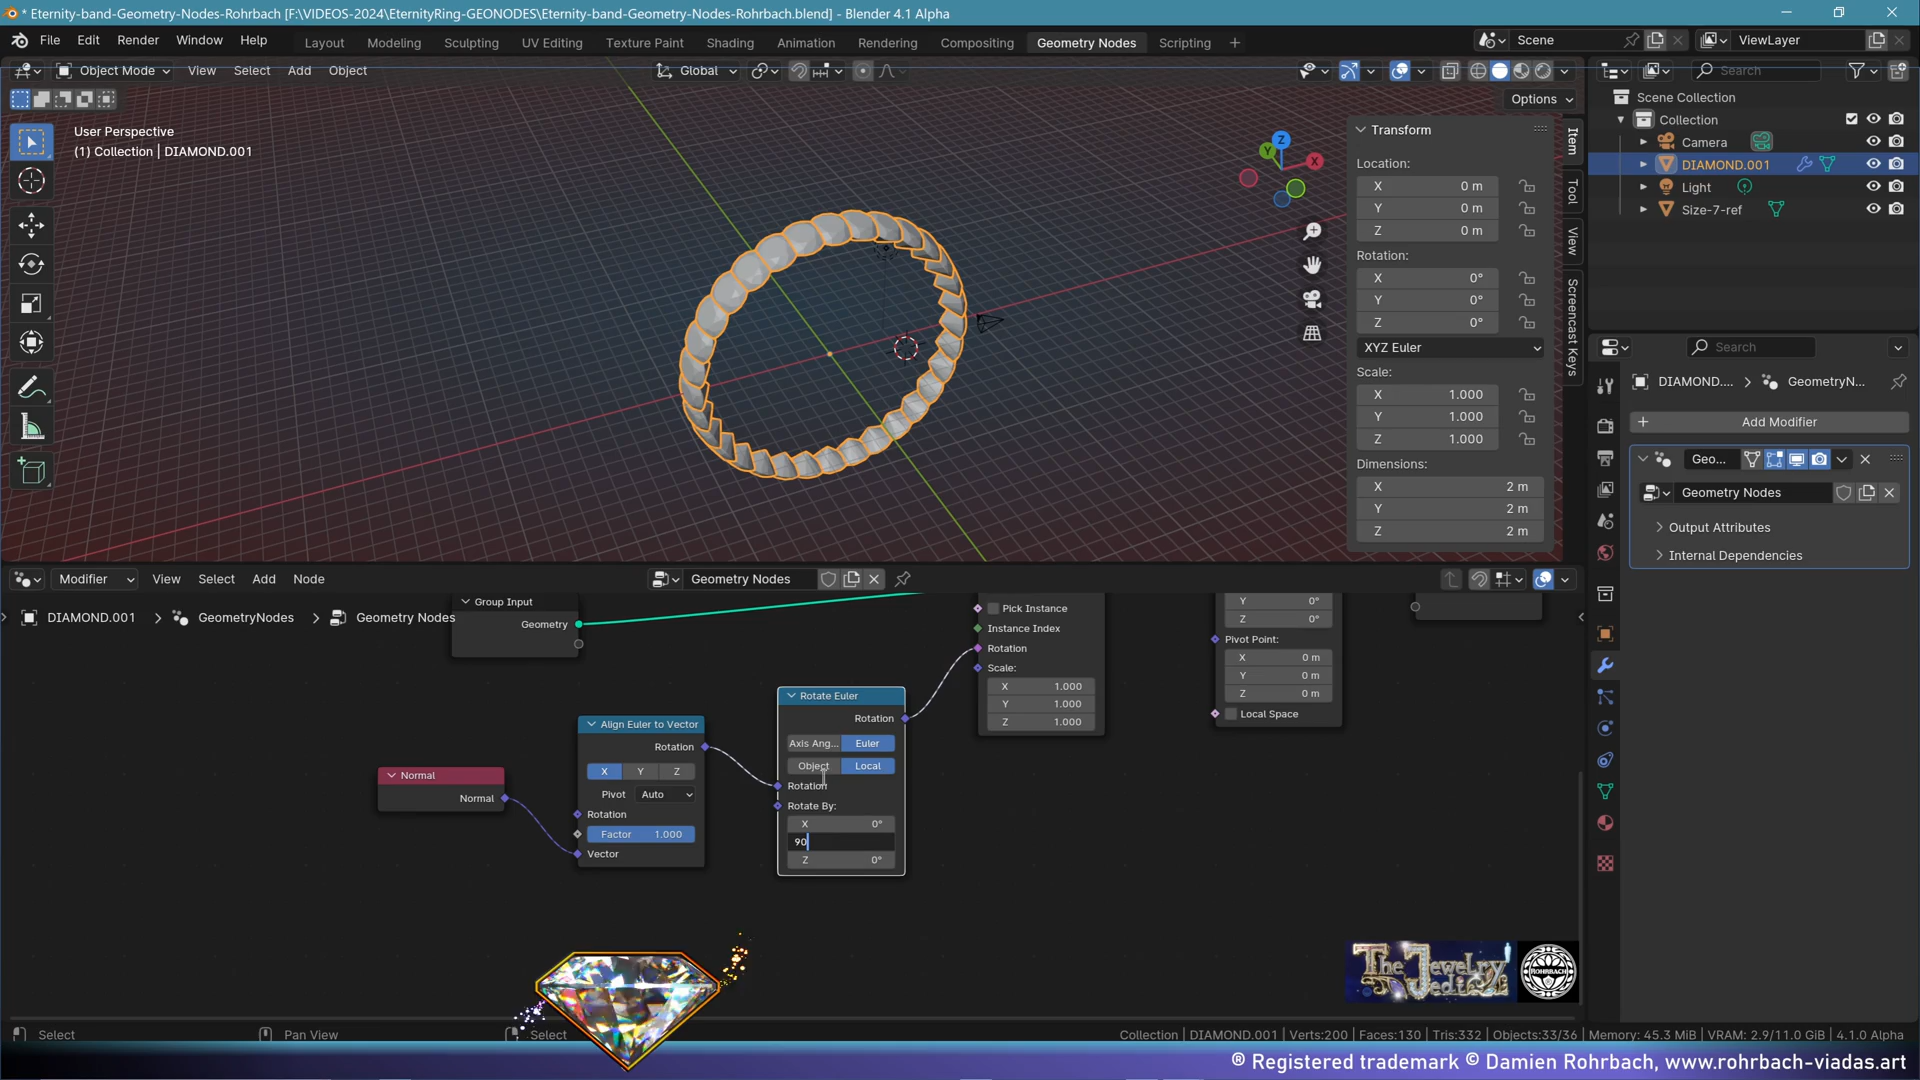 * Eternity-band-Geometry-Nodes-Rohrbach [F:\VIDEOS-2024\EternityRing-GEONODES\Eternity-band-Geometry-Nodes-Rohrbach.blend] - Blender 4.1 Alpha
File Edit Render Window Help
Layout Modeling Sculpting UV Editing Texture Paint Shading Animation Rendering Compositing Geometry Nodes Scripting +
Scene
ViewLayer
Object Mode View Select Add Object
Global
Search
Options
User Perspective
(1) Collection | DIAMOND.001
Z
Y
X
Transform
Location:
X 0 m
Y 0 m
Z 0 m
Rotation:
X 0°
Y 0°
Z 0°
XYZ Euler
Scale:
X 1.000
Y 1.000
Z 1.000
Dimensions:
X 2 m
Y 2 m
Z 2 m
Item
Tool
View
Screencast Keys
Scene Collection
Collection
Camera
DIAMOND.001
Light
Size-7-ref
Search
DIAMOND.... > GeometryN...
+ Add Modifier
Geo...
Geometry Nodes
Output Attributes
Internal Dependencies
Modifier View Select Add Node
Geometry Nodes
DIAMOND.001 > GeometryNodes > Geometry Nodes
Group Input
Geometry
Normal
Normal
Align Euler to Vector
Rotation
X Y Z
Pivot Auto
Rotation
Factor 1.000
Vector
Rotate Euler
Rotation
Axis Ang... Euler
Object Local
Rotation
Rotate By:
X 0°
90
Z 0°
Pick Instance
Instance Index
Rotation
Scale:
X 1.000
Y 1.000
Z 1.000
Y 0°
Z 0°
Pivot Point:
X 0 m
Y 0 m
Z 0 m
Local Space
The Jewelry Jedi
ROHRBACH
Select
Pan View
Select
Collection | DIAMOND.001 | Verts:200 | Faces:130 | Tris:332 | Objects:33/36 | Memory: 45.3 MiB | VRAM: 2.9/11.0 GiB | 4.1.0 Alpha
® Registered trademark © Damien Rohrbach, www.rohrbach-viadas.art